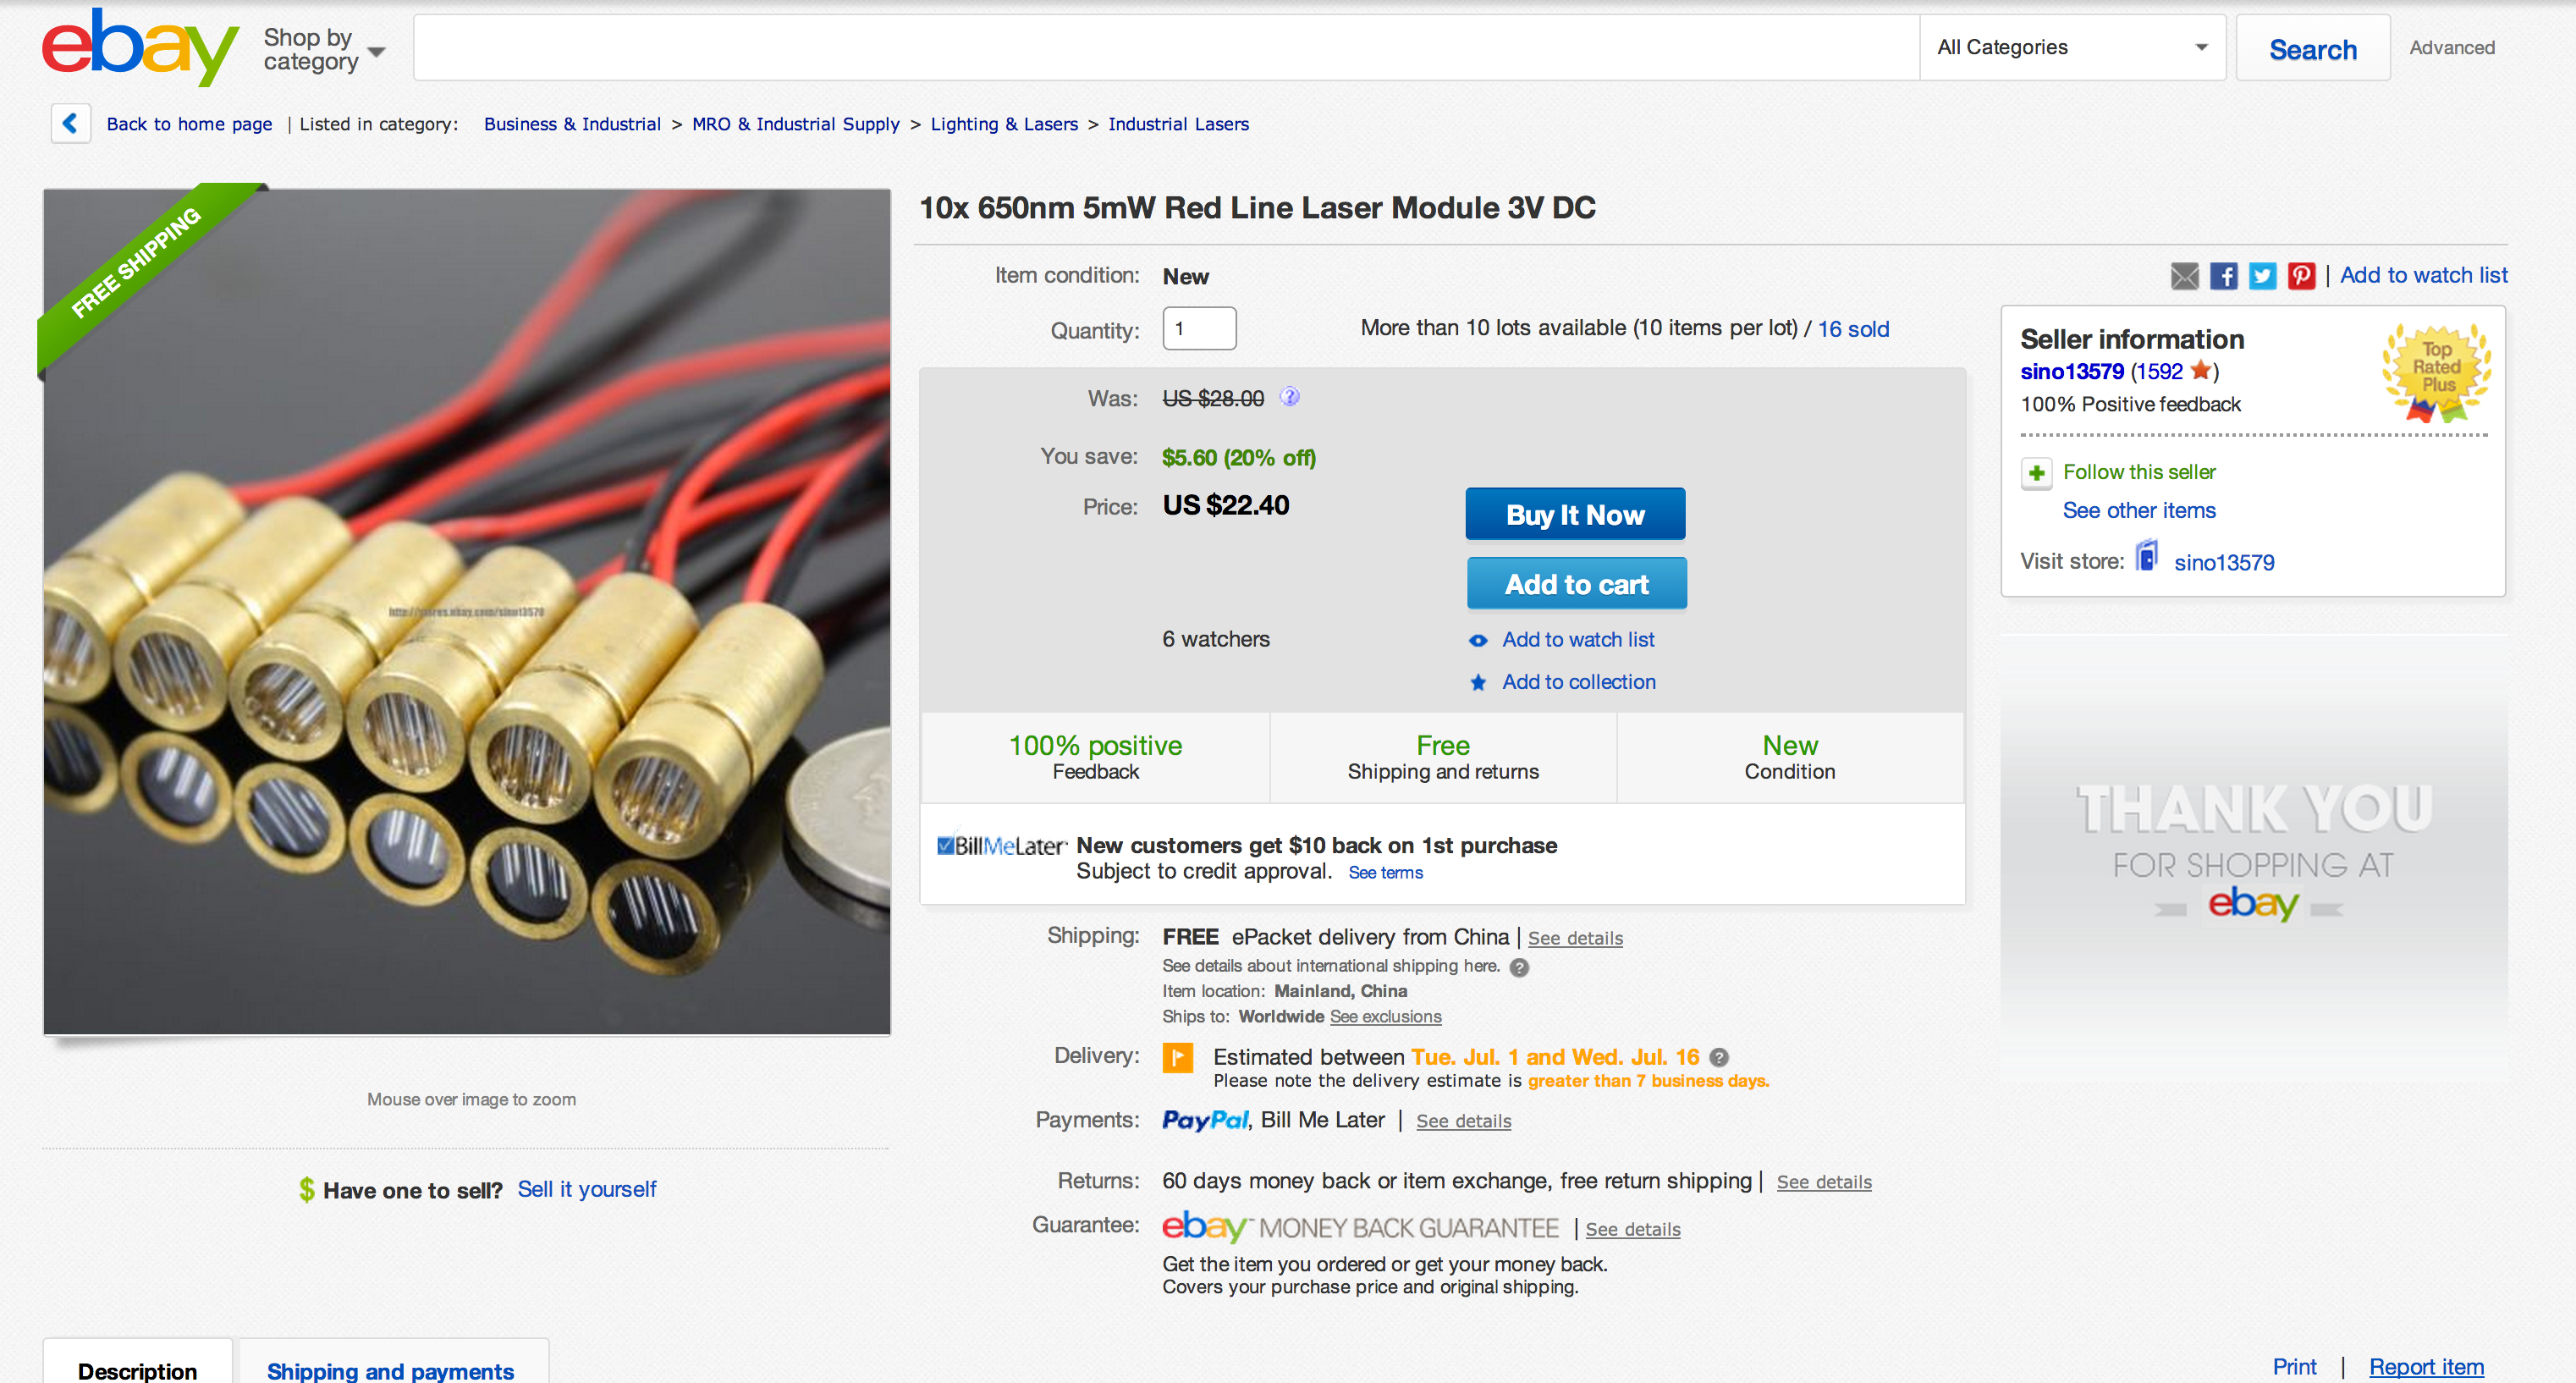 ebay
Shop by
category
All Categories
Search
Advanced
Back to home page | Listed in category: Business & Industrial > MRO & Industrial Supply > Lighting & Lasers > Industrial Lasers
FREE SHIPPING
10x 650nm 5mW Red Line Laser Module 3V DC
Item condition: New
Quantity: 1 More than 10 lots available (10 items per lot) / 16 sold
Was: US $28.00
You save: $5.60 (20% off)
Price: US $22.40
Buy It Now
Add to cart
6 watchers
Add to watch list
Add to collection
100% positive
Feedback
Free
Shipping and returns
New
Condition
BillMeLater New customers get $10 back on 1st purchase
Subject to credit approval. See terms
Shipping: FREE ePacket delivery from China | See details
See details about international shipping here.
Item location: Mainland, China
Ships to: Worldwide See exclusions
Delivery: Estimated between Tue. Jul. 1 and Wed. Jul. 16
Please note the delivery estimate is greater than 7 business days.
Payments: PayPal, Bill Me Later | See details
Returns: 60 days money back or item exchange, free return shipping | See details
Guarantee: ebay MONEY BACK GUARANTEE | See details
Get the item you ordered or get your money back.
Covers your purchase price and original shipping.
| Add to watch list
Seller information
sino13579 (1592)
100% Positive feedback
Top
Rated
Plus
Follow this seller
See other items
Visit store: sino13579
THANK YOU
FOR SHOPPING AT
ebay
Mouse over image to zoom
$ Have one to sell? Sell it yourself
Description
Shipping and payments
Print | Report item